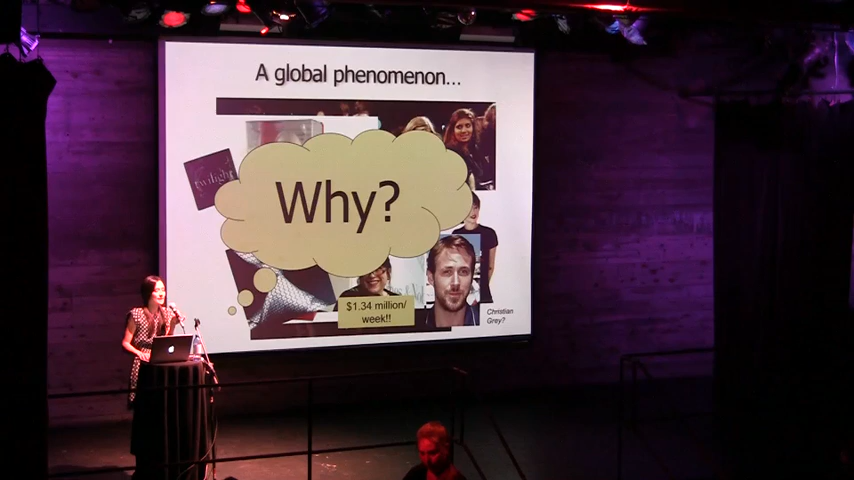 A global phenomenon...
twilight
Why?
$1.34 million/
week!!
Christian
Grey?